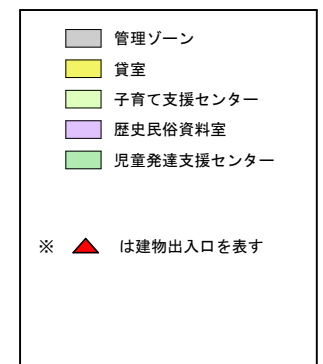 管理ゾーン
貸室
子育て支援センター
歴史民俗資料室
児童発達支援センター
※ は建物出入口を表す